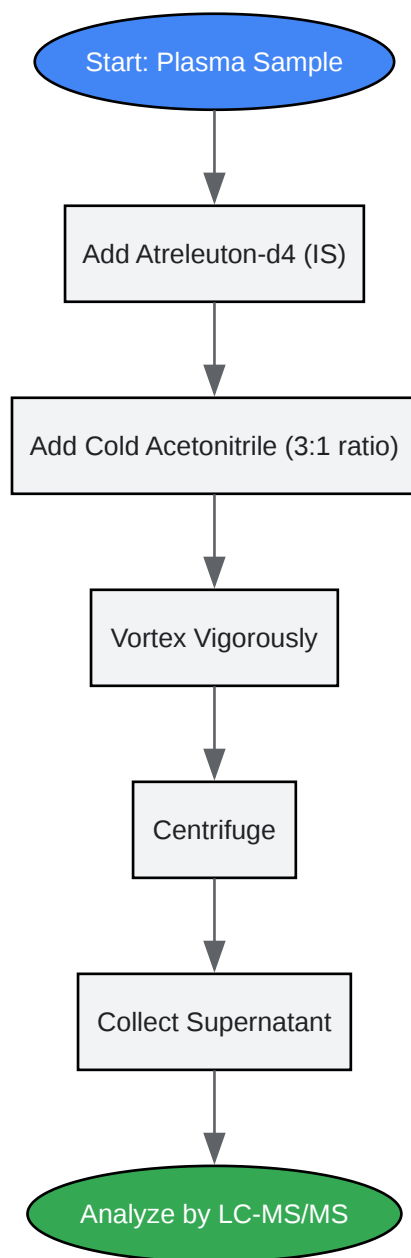 Start: Plasma Sample
Add Atreleuton-d4 (IS)
Add Cold Acetonitrile (3:1 ratio)
Vortex Vigorously
Centrifuge
Collect Supernatant
Analyze by LC-MS/MS